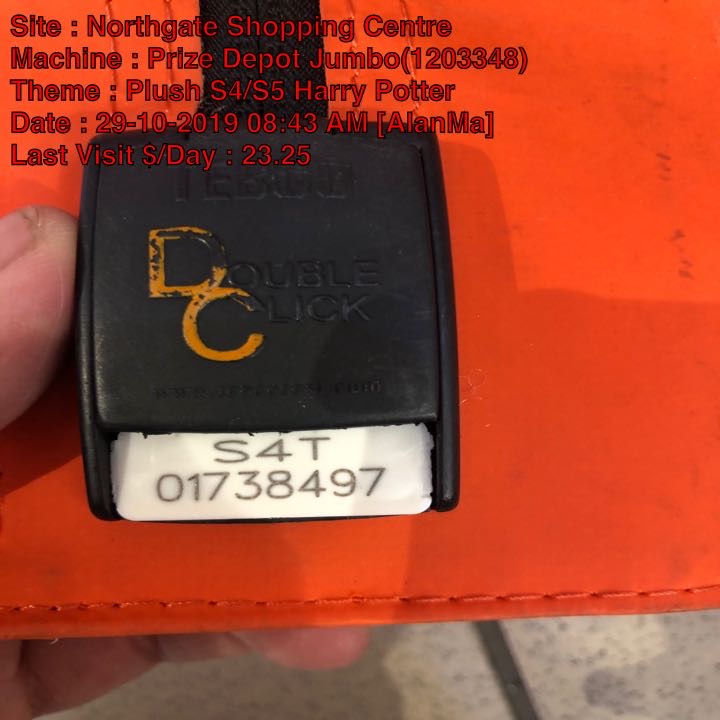 Site : Northgate Shopping Centre
Machine : Prize Depot Jumbo(1203348)
Theme : Plush S4/S5 Harry Potter
Date : 29-10-2019 08:43 AM [AlanMa]
Last Visit $/Day : 23.25
DOUBLE
CLICK
S4T
01738497